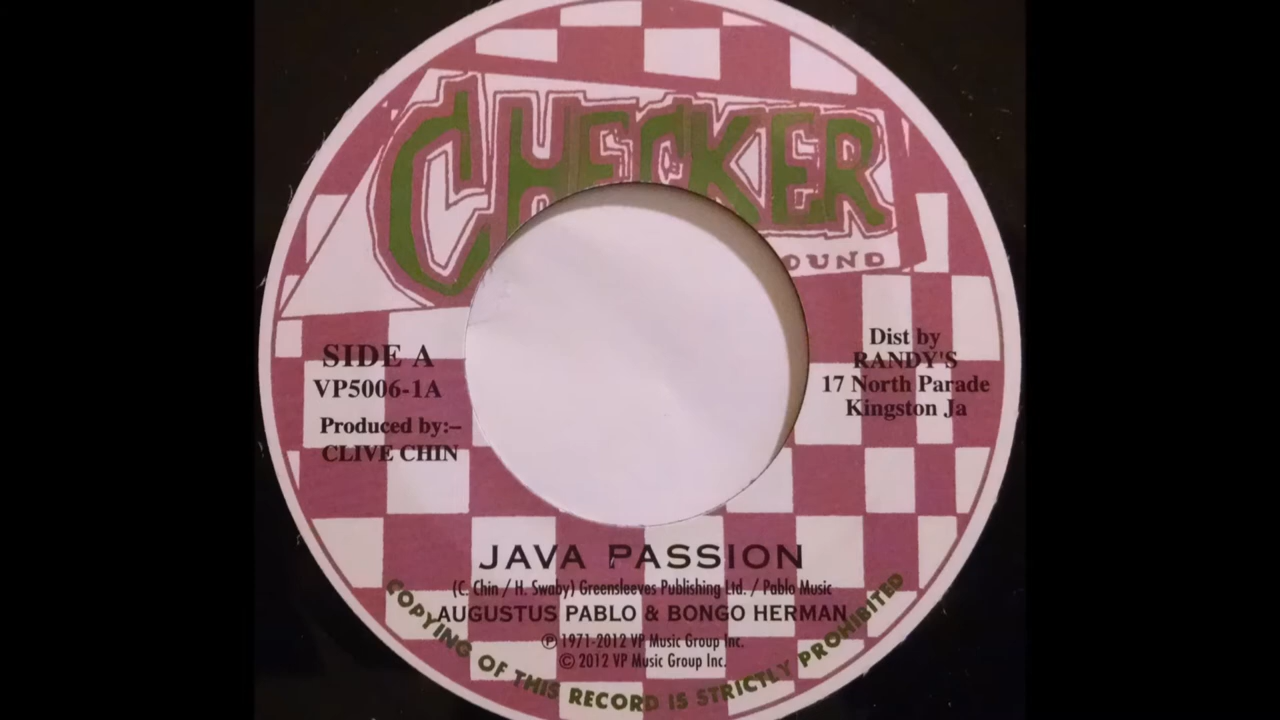 CHECKER
OUND
SIDE A
VP5006-1A
Produced by:–
CLIVE CHIN
Dist by
RANDY'S
17 North Parade
Kingston Ja
JAVA PASSION
(C. Chin / H. Swaby) Greensleeves Publishing Ltd. / Pablo Music
AUGUSTUS PABLO & BONGO HERMAN
℗ 1971-2012 VP Music Group Inc.
© 2012 VP Music Group Inc.
COPYING OF THIS RECORD IS STRICTLY PROHIBITED